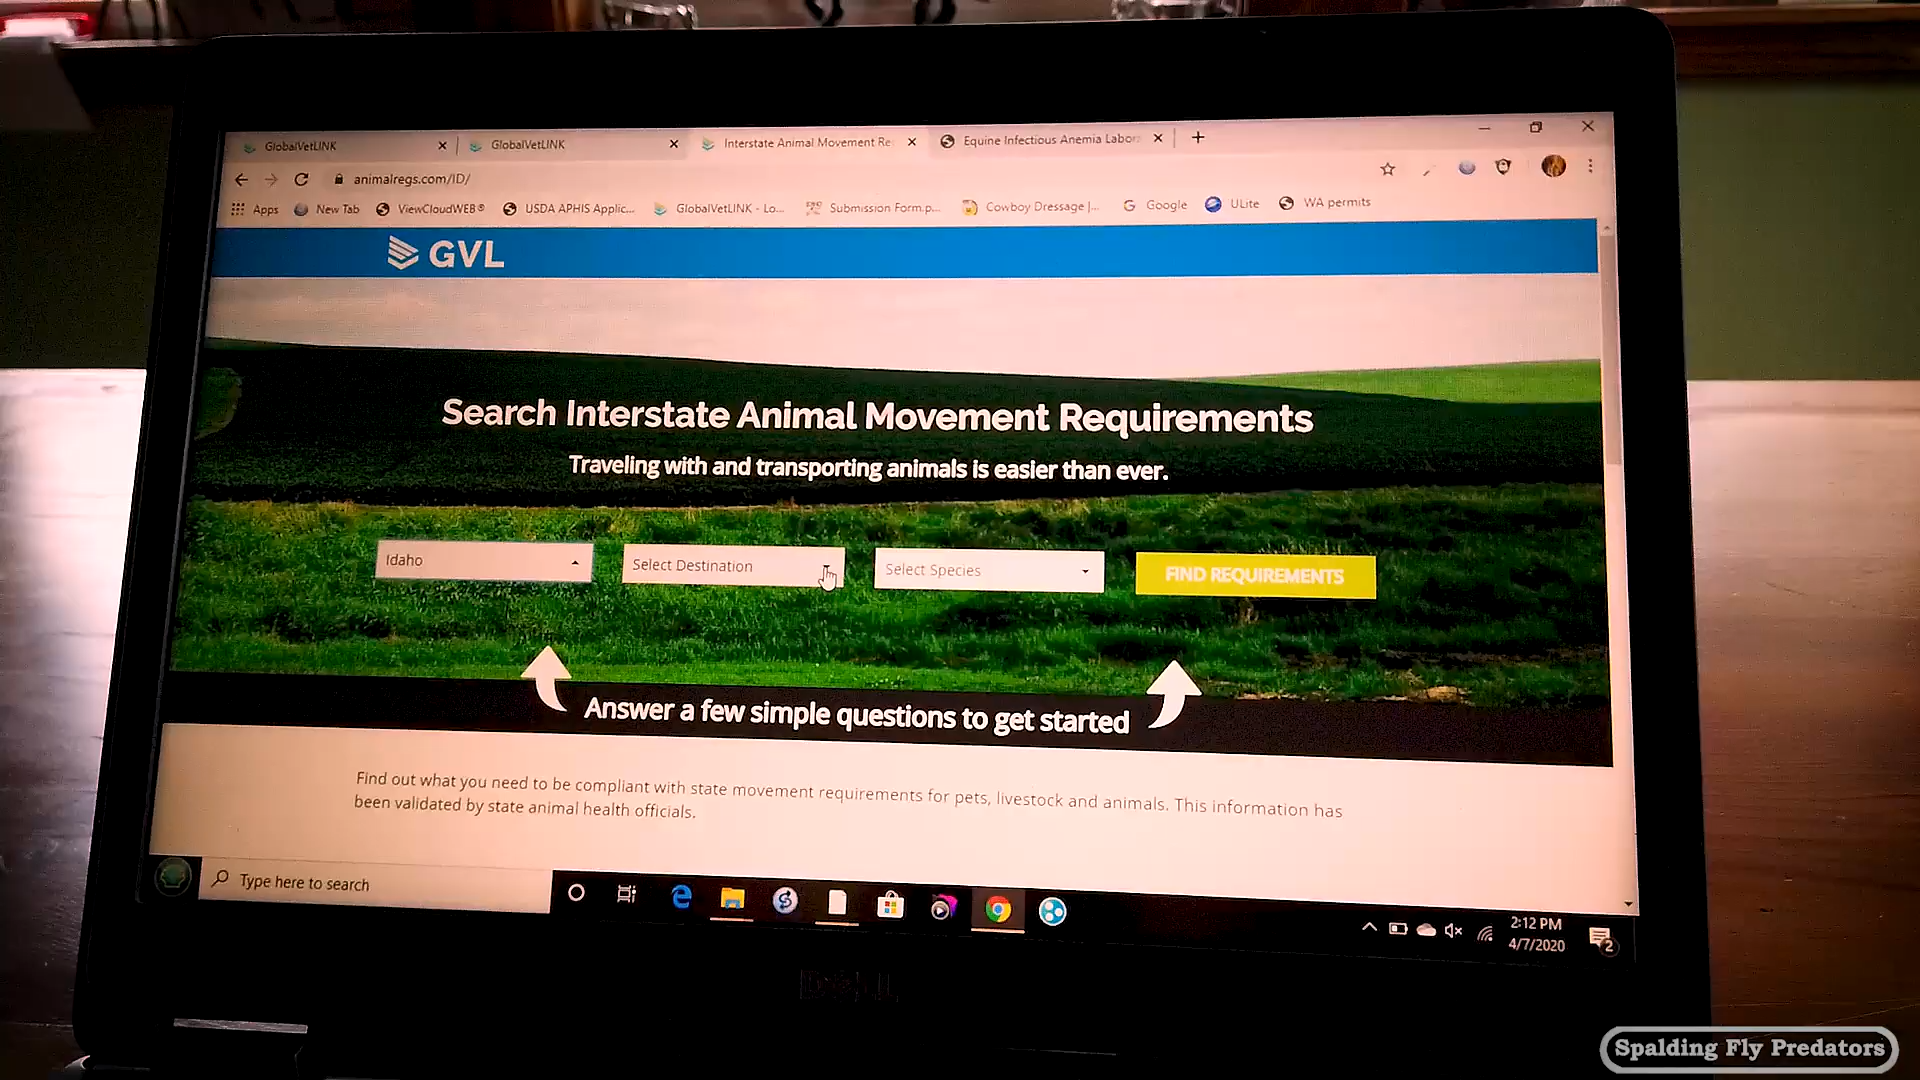 GlobalVetLINK
GlobalVetLINK
Interstate Animal Movement Re
Equine Infectious Anemia Labor
animalregs.com/ID/
Apps
New Tab
ViewCloudWEB®
USDA APHIS Applic...
GlobalVetLINK - Lo...
Submission Form.p...
Cowboy Dressage |...
Google
ULite
WA permits
GVL
Search Interstate Animal Movement Requirements
Traveling with and transporting animals is easier than ever.
Idaho
Select Destination
Select Species
FIND REQUIREMENTS
Answer a few simple questions to get started
Find out what you need to be compliant with state movement requirements for pets, livestock and animals. This information has
been validated by state animal health officials.
Type here to search
2:12 PM
4/7/2020
2
DELL
Spalding Fly Predators